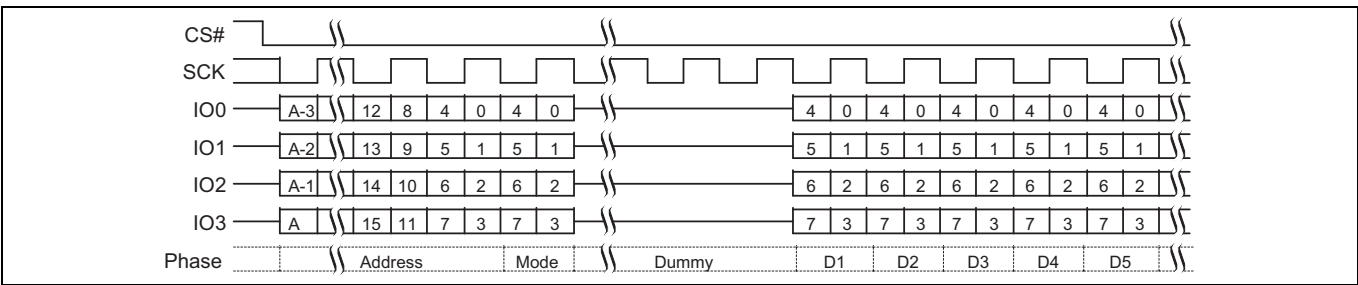 CS#
SCK
IO0 A-3 12 8 4 0 4 0 4 0 4 0 4 0 4 0 4 0
IO1 A-2 13 9 5 1 5 1 5 1 5 1 5 1 5 1 5 1
IO2 A-1 14 10 6 2 6 2 6 2 6 2 6 2 6 2 6 2
IO3 A 15 11 7 3 7 3 7 3 7 3 7 3 7 3 7 3
Phase Address Mode Dummy D1 D2 D3 D4 D5